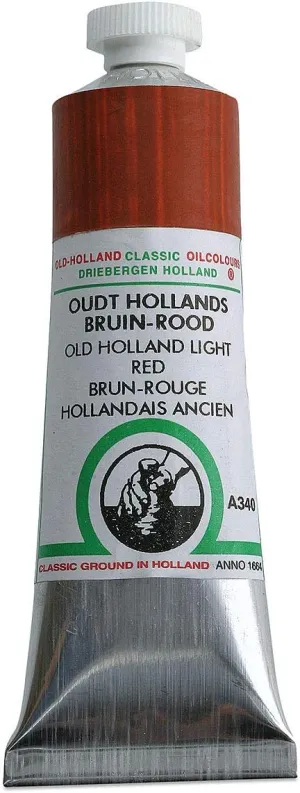 OLD-HOLLAND CLASSIC OILCOLOURS
DRIEBERGEN HOLLAND ®
OUDT HOLLANDS
BRUIN-ROOD
OLD HOLLAND LIGHT
RED
BRUN-ROUGE
HOLLANDAIS ANCIEN
A340
CLASSIC GROUND IN HOLLAND ANNO 1664